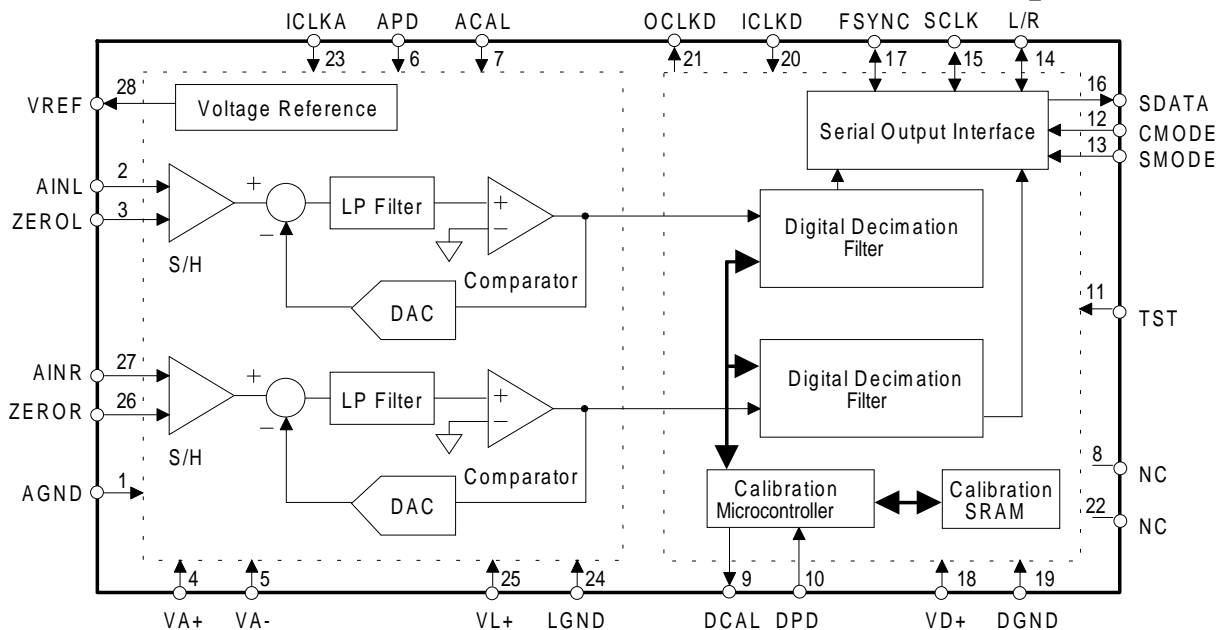 ICLKA APD ACAL OCLKD ICLKD FSYNC SCLK L/R
23 6 7 21 20 17 15 14
28 Voltage Reference 16
VREF SDATA
12 CMODE
Serial Output Interface
13 SMODE
AINL 2
+ LP Filter + Digital Decimation
ZEROL 3 Filter
− −
S/H
Comparator
DAC
11
TST
AINR 27
+ LP Filter + Digital Decimation
ZEROR 26 Filter
− −
S/H
Comparator
DAC
8
NC
AGND 1
Calibration Calibration
Microcontroller SRAM
22
NC
4 5 25 24 9 10 18 19
VA+ VA- VL+ LGND DCAL DPD VD+ DGND